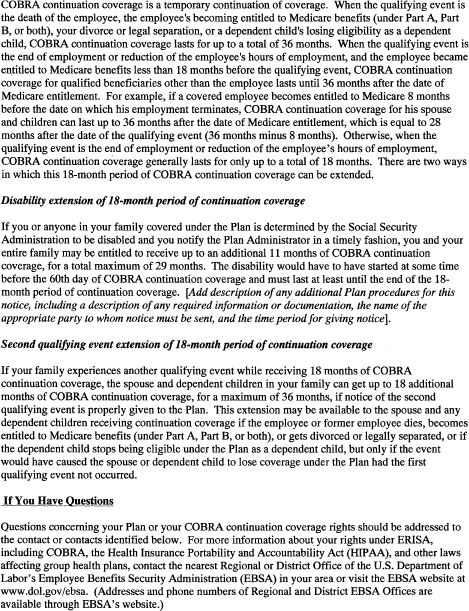 COBRA continuation coverage is a temporary continuation of coverage. When the qualifying event is
the death of the employee, the employee's becoming entitled to Medicare benefits (under Part A, Part
B, or both), your divorce or legal separation, or a dependent child's losing eligibility as a dependent
child, COBRA continuation coverage lasts for up to a total of 36 months. When the qualifying event is
the end of employment or reduction of the employee's hours of employment, and the employee became
entitled to Medicare benefits less than 18 months before the qualifying event, COBRA continuation
coverage for qualified beneficiaries other than the employee lasts until 36 months after the date of
Medicare entitlement. For example, if a covered employee becomes entitled to Medicare 8 months
before the date on which his employment terminates, COBRA continuation coverage for his spouse
and children can last up to 36 months after the date of Medicare entitlement, which is equal to 28
months after the date of the qualifying event (36 months minus 8 months). Otherwise, when the
qualifying event is the end of employment or reduction of the employee's hours of employment,
COBRA continuation coverage generally lasts for only up to a total of 18 months. There are two ways
in which this 18-month period of COBRA continuation coverage can be extended.
Disability extension of 18-month period of continuation coverage
If you or anyone in your family covered under the Plan is determined by the Social Security
Administration to be disabled and you notify the Plan Administrator in a timely fashion, you and your
entire family may be entitled to receive up to an additional 11 months of COBRA continuation
coverage, for a total maximum of 29 months. The disability would have to have started at some time
before the 60th day of COBRA continuation coverage and must last at least until the end of the 18-
month period of continuation coverage. [Add description of any additional Plan procedures for this
notice, including a description of any required information or documentation, the name of the
appropriate party to whom notice must be sent, and the time period for giving notice].
Second qualifying event extension of 18-month period of continuation coverage
If your family experiences another qualifying event while receiving 18 months of COBRA
continuation coverage, the spouse and dependent children in your family can get up to 18 additional
months of COBRA continuation coverage, for a maximum of 36 months, if notice of the second
qualifying event is properly given to the Plan. This extension may be available to the spouse and any
dependent children receiving continuation coverage if the employee or former employee dies, becomes
entitled to Medicare benefits (under Part A, Part B, or both), or gets divorced or legally separated, or if
the dependent child stops being eligible under the Plan as a dependent child, but only if the event
would have caused the spouse or dependent child to lose coverage under the Plan had the first
qualifying event not occurred.
If You Have Questions
Questions concerning your Plan or your COBRA continuation coverage rights should be addressed to
the contact or contacts identified below. For more information about your rights under ERISA,
including COBRA, the Health Insurance Portability and Accountability Act (HIPAA), and other laws
affecting group health plans, contact the nearest Regional or District Office of the U.S. Department of
Labor's Employee Benefits Security Administration (EBSA) in your area or visit the EBSA website at
www.dol.gov/ebsa. (Addresses and phone numbers of Regional and District EBSA Offices are
available through EBSA's website.)